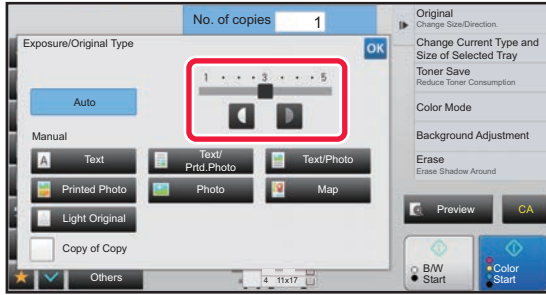 No. of copies 1
Exposure/Original Type
OK
1 3 5
Auto
Manual
A Text
Text/
Prtd.Photo
Text/Photo
Printed Photo
Photo
Map
Light Original
Copy of Copy
Others
4 11x17
Original
Change Size/Direction.
Change Current Type and
Size of Selected Tray
Toner Save
Reduce Toner Consumption
Color Mode
Background Adjustment
Erase
Erase Shadow Around
Preview
CA
B/W
Start
Color
Start